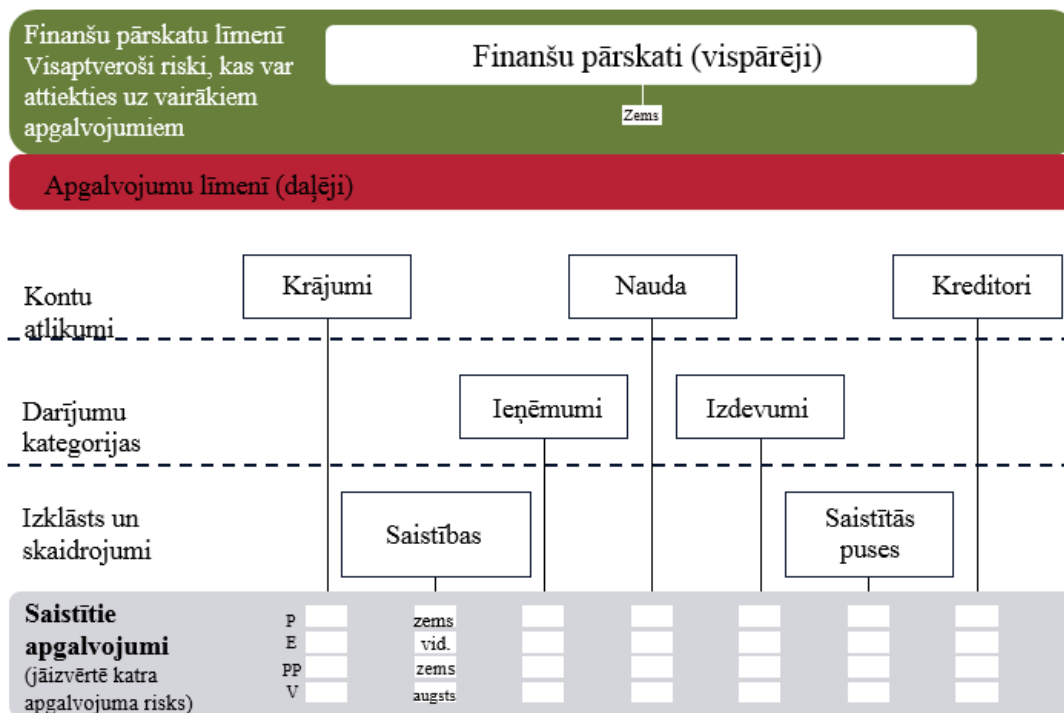 Finanšu pārskatu līmenī
Visaptveroši riski, kas var
attiekties uz vairākiem
apgalvojumiem
Finanšu pārskati (vispārēji)
Zems
Apgalvojumu līmenī (daļēji)
Kontu
atlikumi
Krājumi
Nauda
Kreditori
Darījumu
kategorijas
Ieņēmumi
Izdevumi
Izklāsts un
skaidrojumi
Saistības
Saistītās
puses
Saistītie
apgalvojumi
(jāizvērtē katra
apgalvojuma risks)
P zems
E vid.
PP zems
V augsts